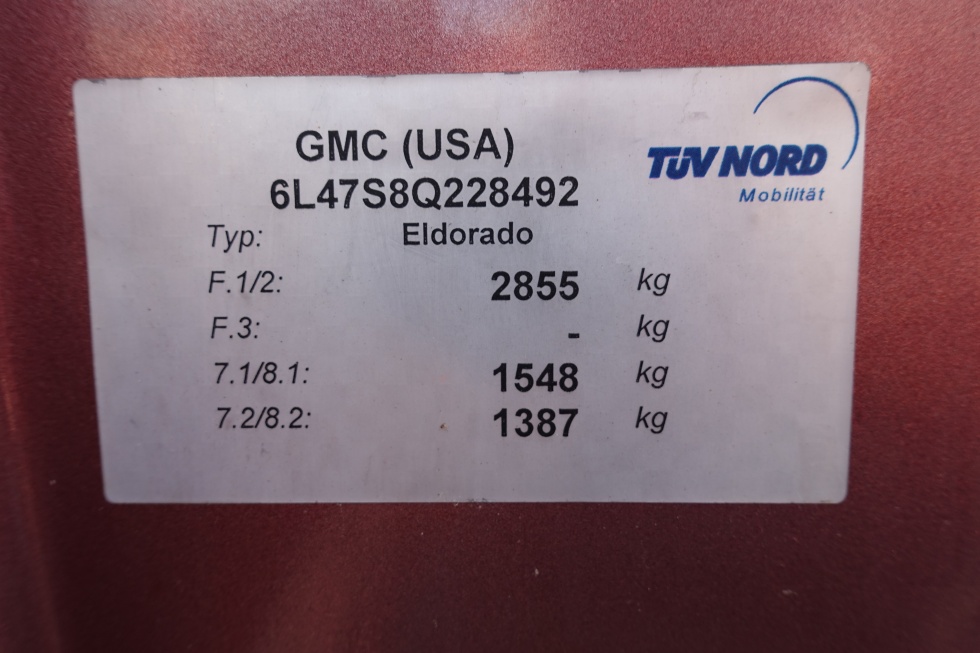 GMC (USA)
TÜV NORD
Mobilität
6L47S8Q228492
Typ: Eldorado
F.1/2: 2855 kg
F.3: - kg
7.1/8.1: 1548 kg
7.2/8.2: 1387 kg